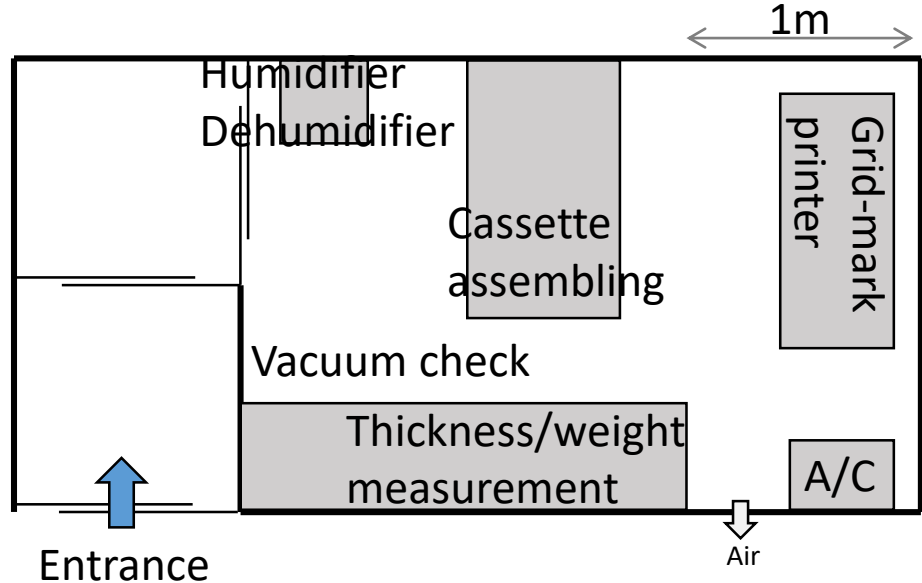 1m
Humidifier
Dehumidifier
Cassette
assembling
Grid-mark
printer
Vacuum check
Thickness/weight
measurement
A/C
Air
Entrance